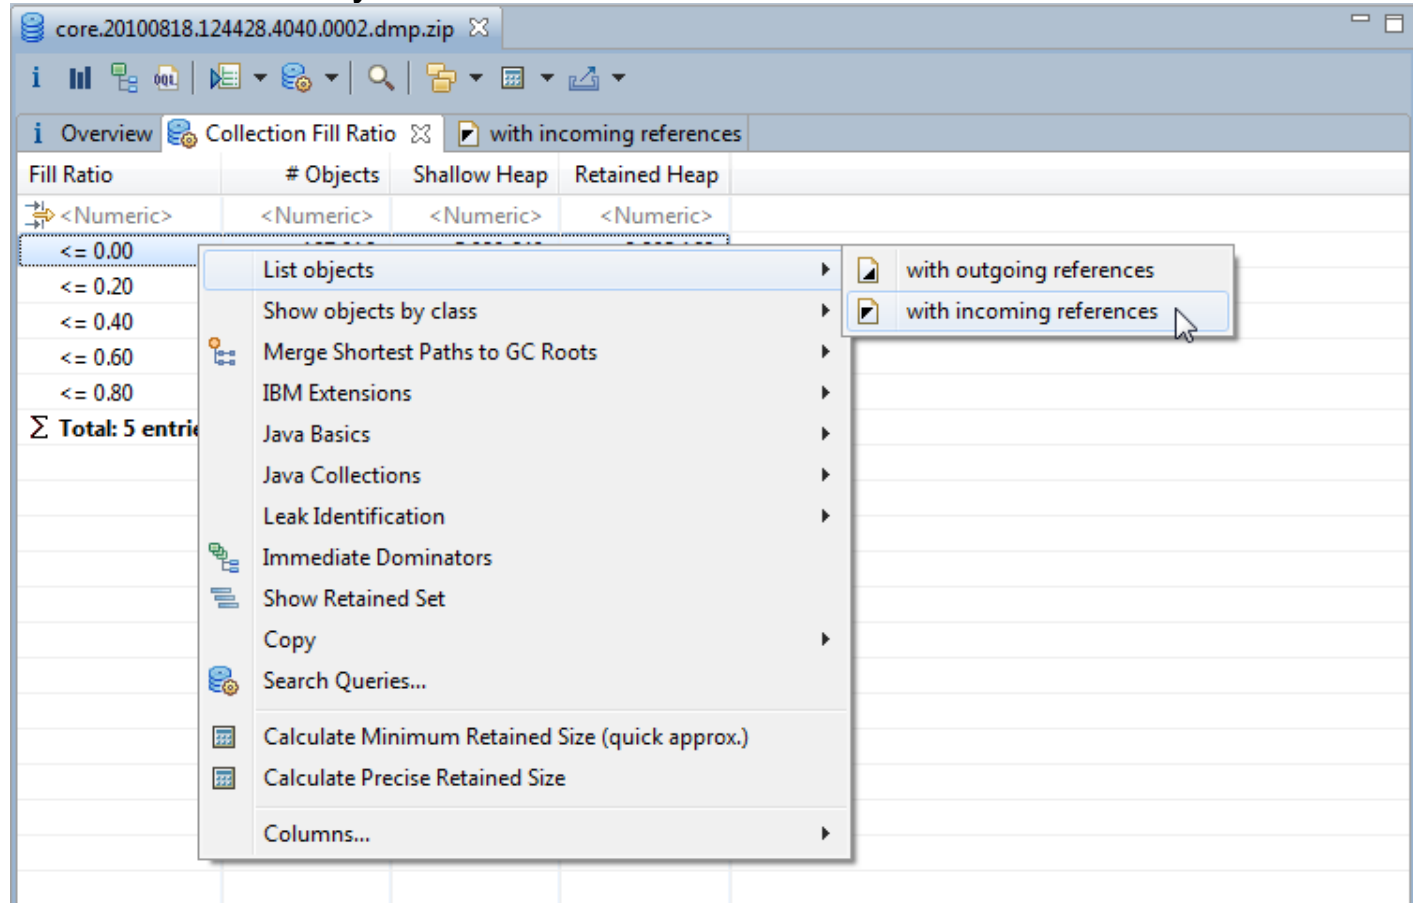 core.20100818.124428.4040.0002.dmp.zip
i OQL
i Overview Collection Fill Ratio with incoming references
Fill Ratio # Objects Shallow Heap Retained Heap
<Numeric> <Numeric> <Numeric> <Numeric>
<= 0.00
<= 0.20
<= 0.40
<= 0.60
<= 0.80
Σ Total: 5 entrie
List objects
Show objects by class
Merge Shortest Paths to GC Roots
IBM Extensions
Java Basics
Java Collections
Leak Identification
Immediate Dominators
Show Retained Set
Copy
Search Queries...
Calculate Minimum Retained Size (quick approx.)
Calculate Precise Retained Size
Columns...
with outgoing references
with incoming references